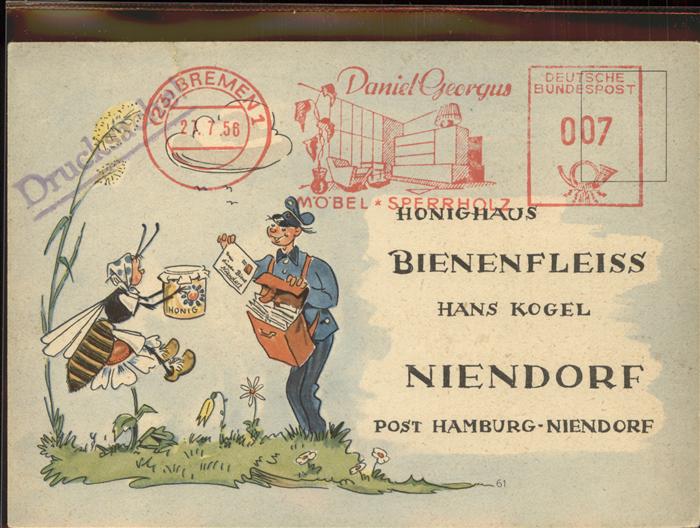 Drucksache
(23) BREMEN 1
27.7.56
Daniel Georgus
MÖBEL * SPERRHOLZ
DEUTSCHE
BUNDESPOST
007
HONIG
HONIGHAUS
BIENENFLEISS
HANS KOGEL
NIENDORF
POST HAMBURG-NIENDORF
61